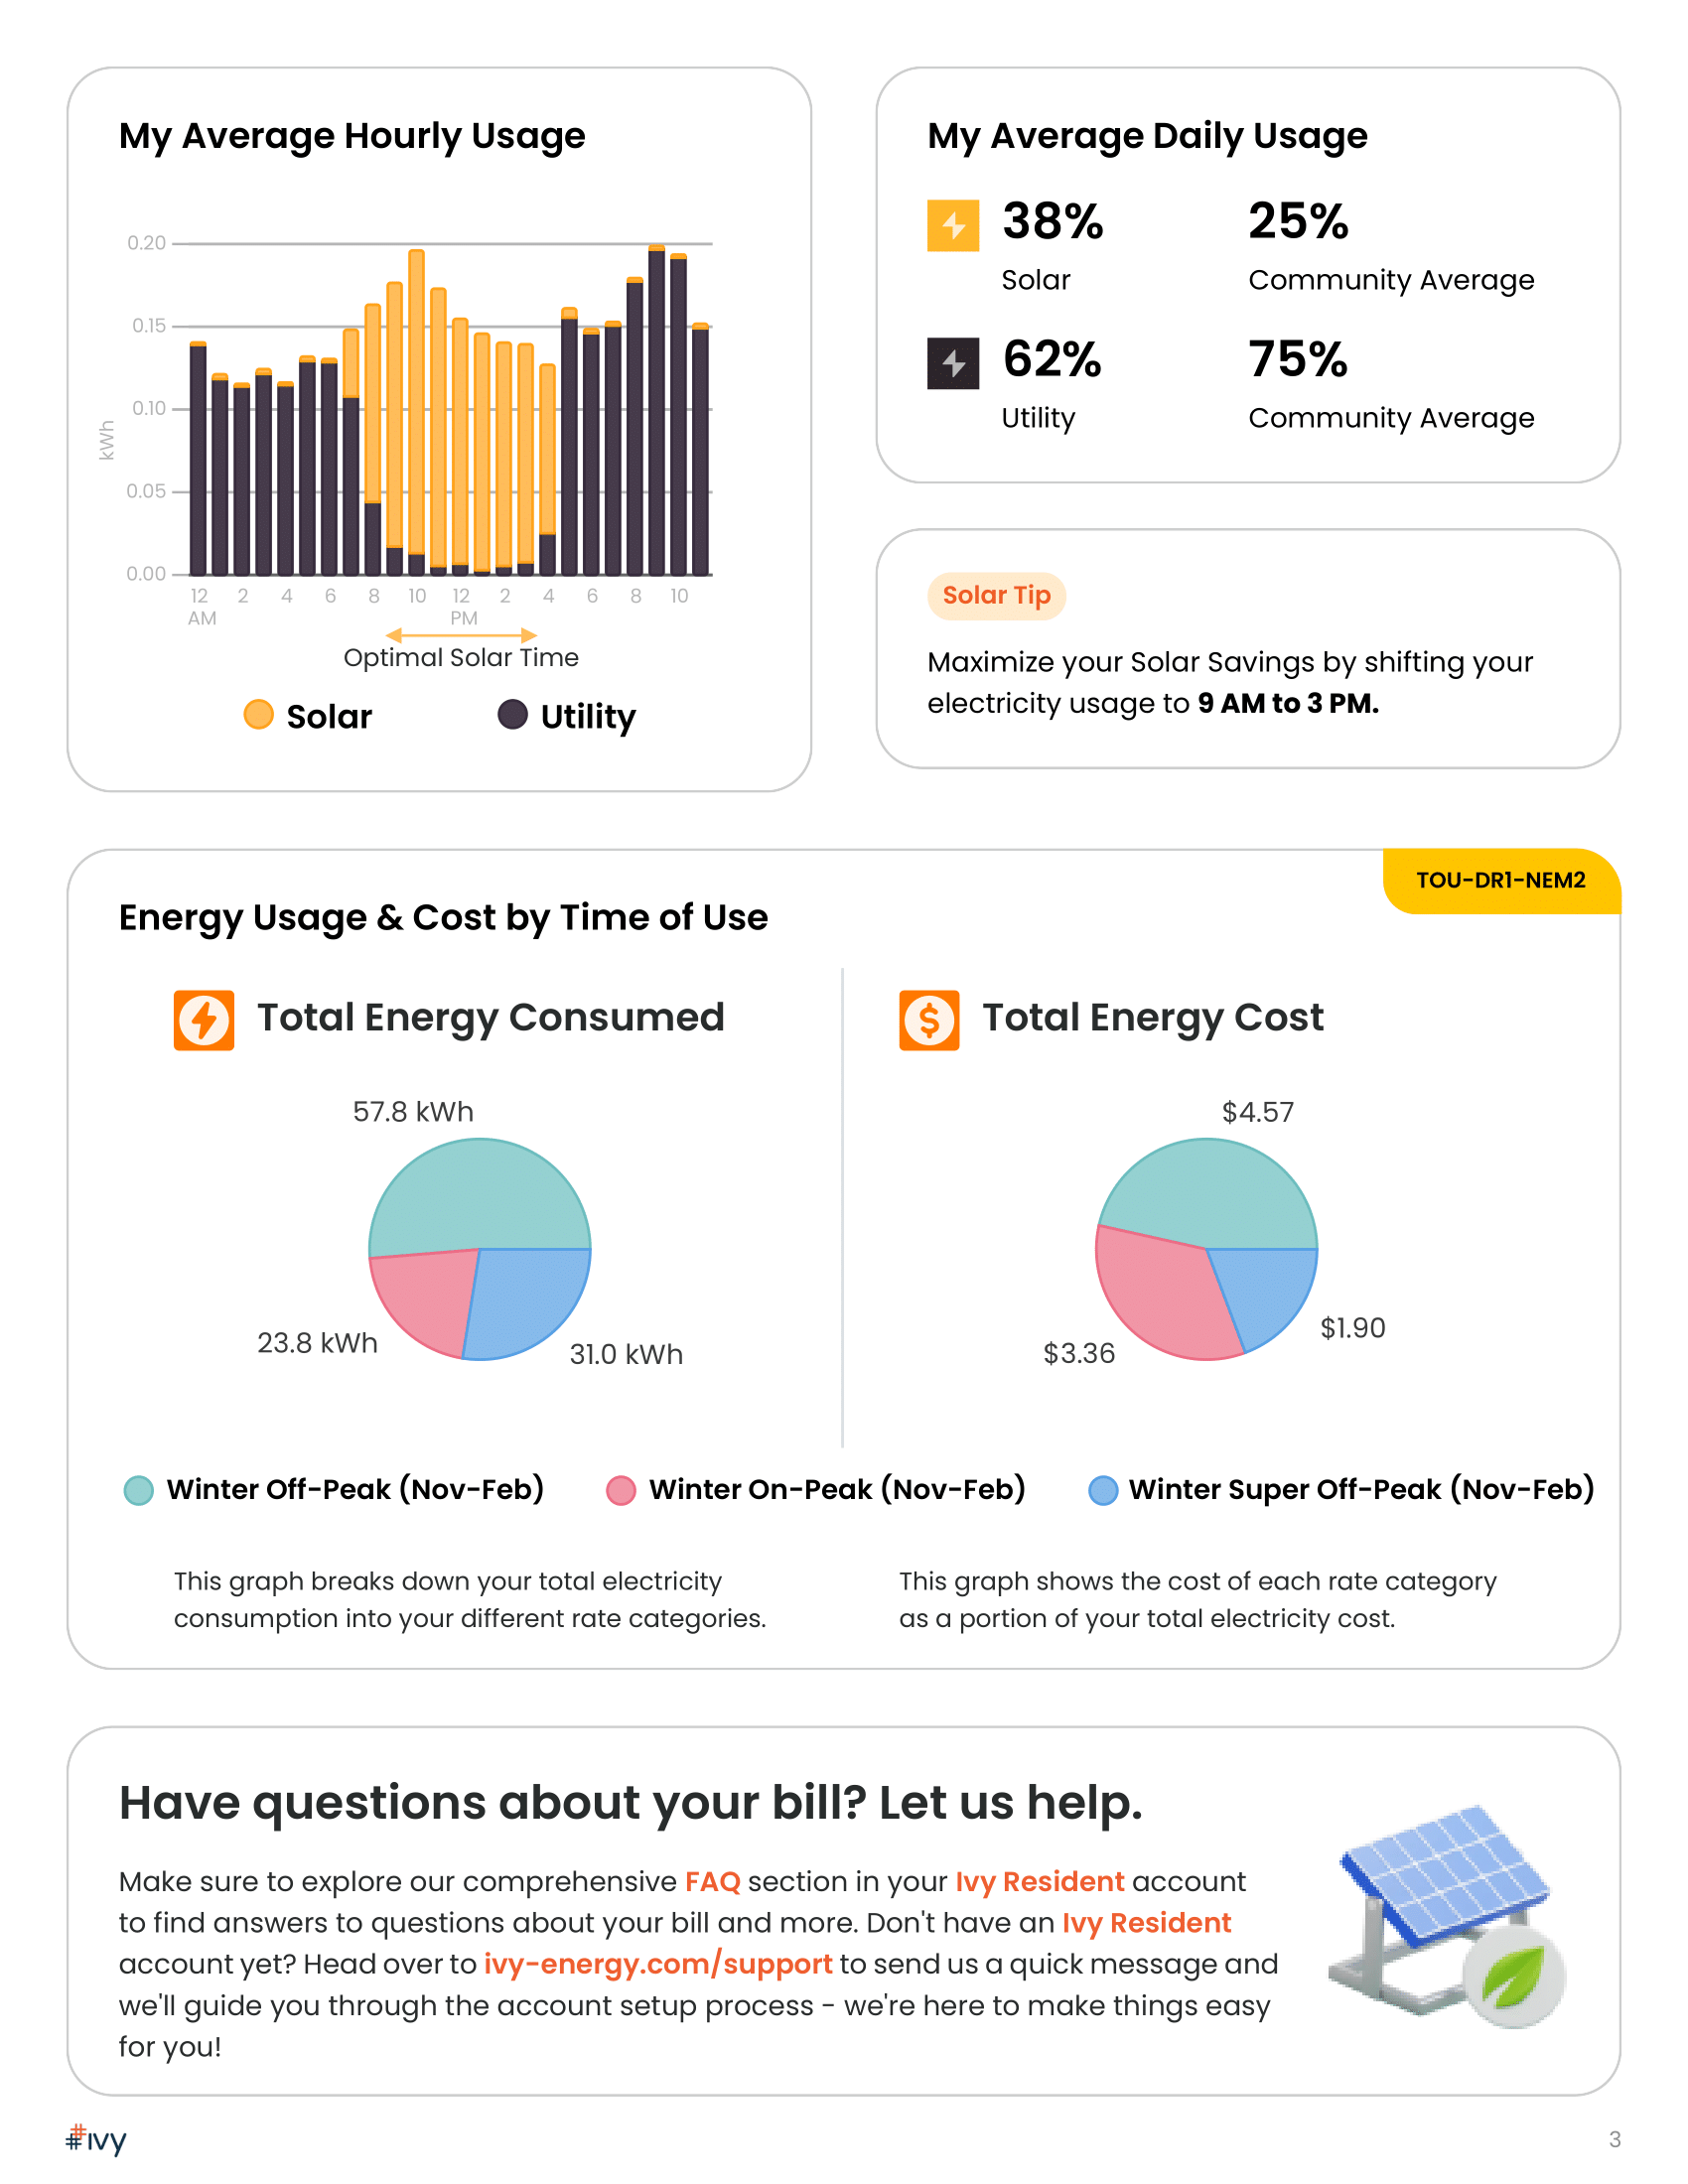 My Average Hourly Usage
0.20
0.15
0.10
0.05
0.00
kWh
12 2 4 6 8 10 12 2 4 6 8 10
AM PM
Optimal Solar Time
Solar Utility
My Average Daily Usage
38% 25%
Solar Community Average
62% 75%
Utility Community Average
Solar Tip
Maximize your Solar Savings by shifting your
electricity usage to 9 AM to 3 PM.
TOU-DR1-NEM2
Energy Usage & Cost by Time of Use
Total Energy Consumed
57.8 kWh
23.8 kWh
31.0 kWh
Total Energy Cost
$4.57
$3.36
$1.90
Winter Off-Peak (Nov-Feb) Winter On-Peak (Nov-Feb) Winter Super Off-Peak (Nov-Feb)
This graph breaks down your total electricity
consumption into your different rate categories.
This graph shows the cost of each rate category
as a portion of your total electricity cost.
Have questions about your bill? Let us help.
Make sure to explore our comprehensive FAQ section in your Ivy Resident account
to find answers to questions about your bill and more. Don't have an Ivy Resident
account yet? Head over to ivy-energy.com/support to send us a quick message and
we'll guide you through the account setup process - we're here to make things easy
for you!
ivy
3